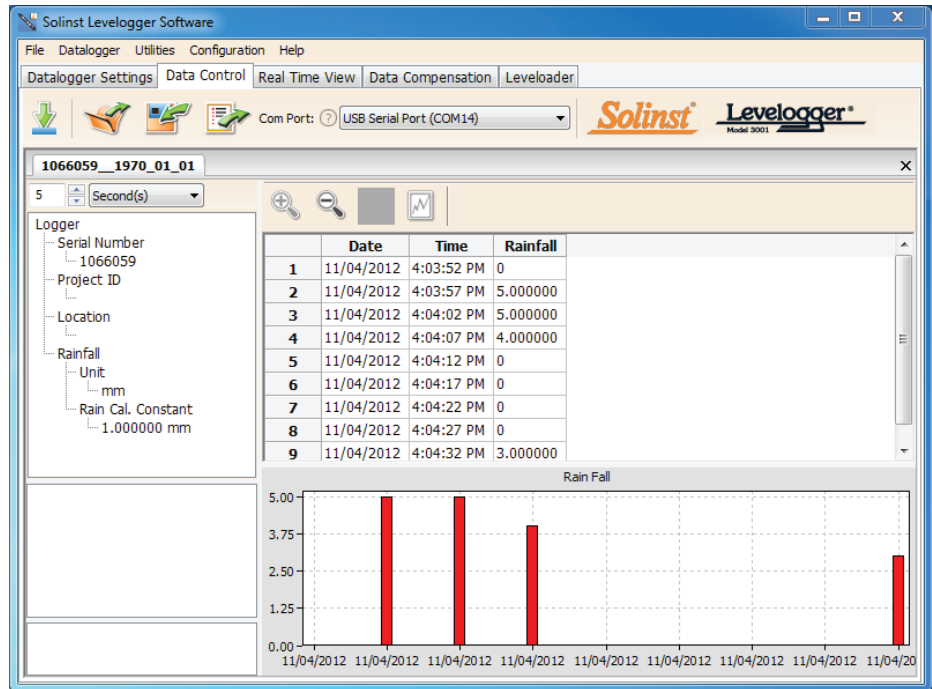 Solinst Levelogger Software
File Datalogger Utilities Configuration Help
Datalogger Settings Data Control Real Time View Data Compensation Leveloader
Com Port: ? USB Serial Port (COM14) Solinst Levelogger
Model 3001
1066059__1970_01_01
5 Second(s)
Logger
Serial Number
1066059
Project ID
Location
Rainfall
Unit
mm
Rain Cal. Constant
1.000000 mm
Date Time Rainfall
1 11/04/2012 4:03:52 PM 0
2 11/04/2012 4:03:57 PM 5.000000
3 11/04/2012 4:04:02 PM 5.000000
4 11/04/2012 4:04:07 PM 4.000000
5 11/04/2012 4:04:12 PM 0
6 11/04/2012 4:04:17 PM 0
7 11/04/2012 4:04:22 PM 0
8 11/04/2012 4:04:27 PM 0
9 11/04/2012 4:04:32 PM 3.000000
Rain Fall
5.00
3.75
2.50
1.25
0.00
11/04/2012 11/04/2012 11/04/2012 11/04/2012 11/04/2012 11/04/2012 11/04/2012 11/04/2012 11/04/20